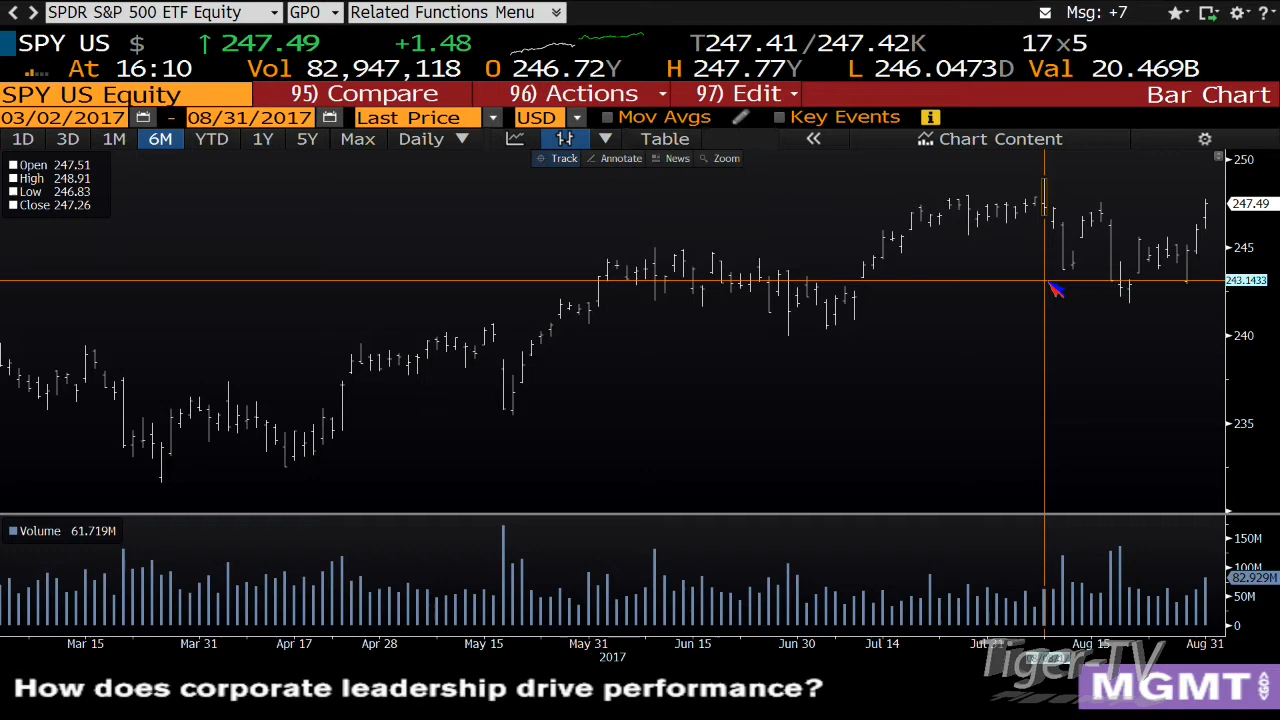 SPDR S&P 500 ETF Equity GPO Related Functions Menu Msg: +7
SPY US $ ↑ 247.49 +1.48 T247.41/247.42K 17x5
At 16:10 Vol 82,947,118 O 246.72Y H 247.77Y L 246.0473D Val 20.469B
SPY US Equity 95) Compare 96) Actions 97) Edit Bar Chart
03/02/2017 - 08/31/2017 Last Price USD Mov Avgs Key Events
1D 3D 1M 6M YTD 1Y 5Y Max Daily Table Chart Content
Track Annotate News Zoom
Open 247.51
High 248.91
Low 246.83
Close 247.26
250
247.49
245
243.1433
240
235
Volume 61.719M
150M
100M
82.929M
50M
0
Mar 15 Mar 31 Apr 17 Apr 28 May 15 May 31 Jun 15 Jun 30 Jul 14 Jul 31 Aug 15 Aug 31
2017
Tiger-TV
How does corporate leadership drive performance?
MGMT